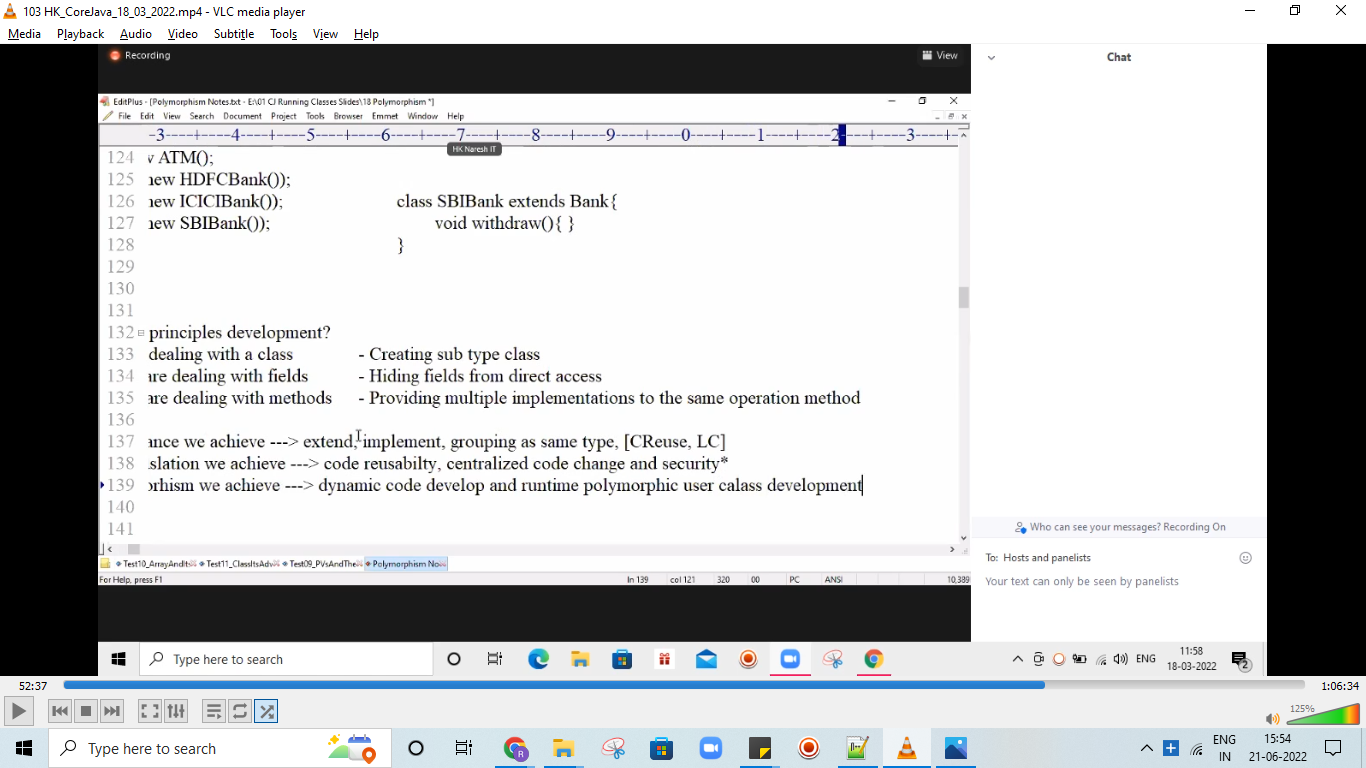 103 HK_CoreJava_18_03_2022.mp4 - VLC media player
Media Playback Audio Video Subtitle Tools View Help
Recording
View
Chat
EditPlus - [Polymorphism Notes.txt - E:\01 CJ Running Classes Slides\18 Polymorphism *]
File Edit View Search Document Project Tools Browser Emmet Window Help
-3----+----4----+----5----+----6----+----7----+----8----+----9----+----0----+----1----+----2----+----3----+-
HK Naresh IT
124 v ATM();
125 new HDFCBank());
126 new ICICIBank()); class SBIBank extends Bank{
127 new SBIBank()); void withdraw(){ }
128 }
129
130
131
132 principles development?
133 dealing with a class - Creating sub type class
134 are dealing with fields - Hiding fields from direct access
135 are dealing with methods - Providing multiple implementations to the same operation method
136
137 ance we achieve ---> extend, implement, grouping as same type, [CReuse, LC]
138 slation we achieve ---> code reusabilty, centralized code change and security*
139 orhism we achieve ---> dynamic code develop and runtime polymorphic user calass development
140
141
Test10_ArrayAndIts Test11_ClassItsAdv Test09_PVsAndThe Polymorphism No
For Help, press F1 ln 139 col 121 320 00 PC ANSI 10,389
Who can see your messages? Recording On
To: Hosts and panelists
Your text can only be seen by panelists
Type here to search
ENG
11:58
18-03-2022
2
52:37
1:06:34
125%
Type here to search
ENG
IN
15:54
21-06-2022